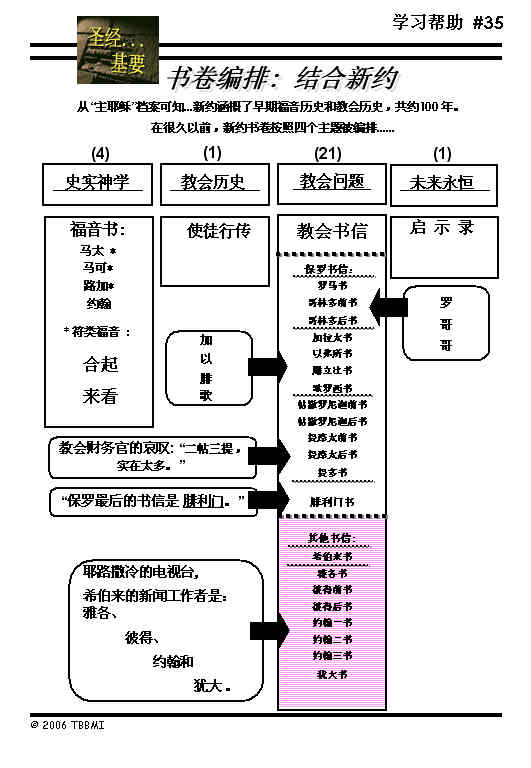 学习帮助 #35
圣经...
基要
书卷编排：结合新约
从“主耶稣”档案可知...新约涵概了早期福音历史和教会历史，共约100 年。
在很久以前，新约书卷按照四个主题被编排......
(4)
史实神学
福音书：
马太 *
马可*
路加*
约翰
* 符类福音 ：
合起
来看
(1)
教会历史
使徒行传
(21)
教会问题
教会书信
保罗书信：
罗马书
哥林多前书
哥林多后书
加拉太书
以弗所书
腓立比书
歌罗西书
帖撒罗尼迦前书
帖撒罗尼迦后书
提摩太前书
提摩太后书
提多书
腓利门书
其他书信：
希伯来书
雅各书
彼得前书
彼得后书
约翰一书
约翰二书
约翰三书
犹大书
(1)
未来永恒
启 示 录
罗
哥
哥
加
以
腓
歌
教会财务官的哀叹：“二帖三提，
实在太多。”
“保罗最后的书信是 腓利门。”
耶路撒冷的电视台,
希伯来的新闻工作者是：
雅各、
彼得、
约翰和
犹大 。
© 2006 TBBMI